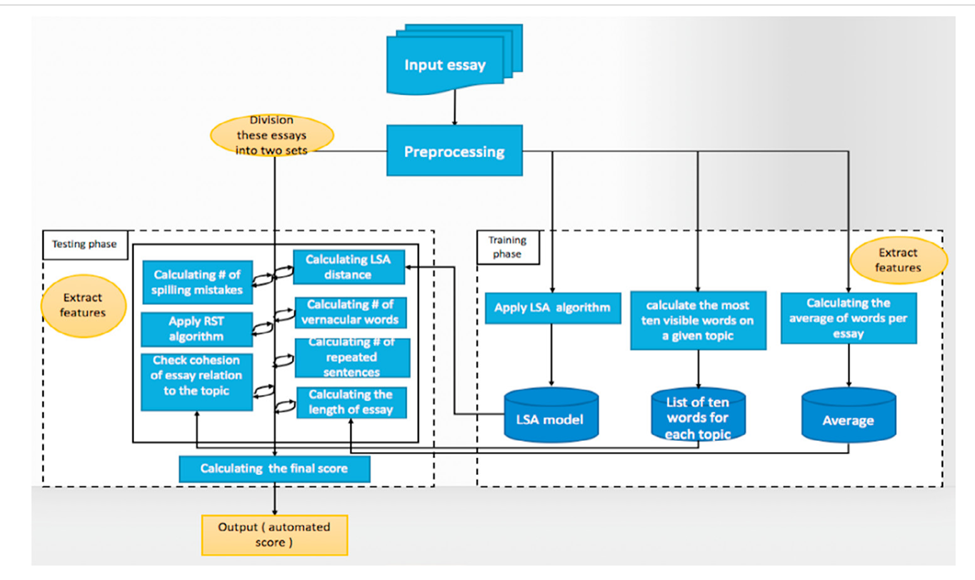 Input essay
Division
these essays
into two sets
Preprocessing
Testing phase
Training
phase
Extract
features
Extract
features
Calculating # of
spilling mistakes
Calculating LSA
distance
Apply RST
algorithm
Calculating # of
vernacular words
Check cohesion
of essay relation
to the topic
Calculating # of
repeated
sentences
Calculating the
length of essay
Apply LSA algorithm
calculate the most
ten visible words on
a given topic
Calculating the
average of words per
essay
LSA model
List of ten
words for
each topic
Average
Calculating the final score
Output ( automated
score )